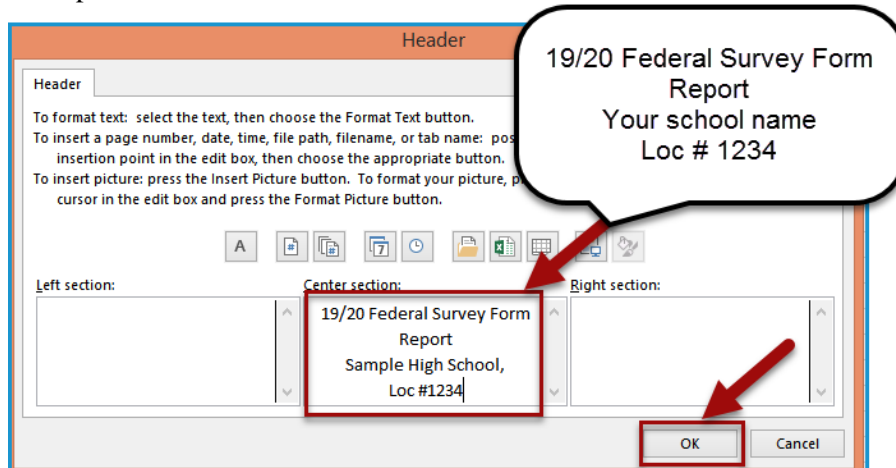 Header
19/20 Federal Survey Form
Report
Your school name
Loc # 1234
Header
To format text: select the text, then choose the Format Text button.
To insert a page number, date, time, file path, filename, or tab name: pos
insertion point in the edit box, then choose the appropriate button.
To insert picture: press the Insert Picture button. To format your picture, p
cursor in the edit box and press the Format Picture button.
A
Left section:
Center section:
Right section:
19/20 Federal Survey Form
Report
Sample High School,
Loc #1234
OK
Cancel